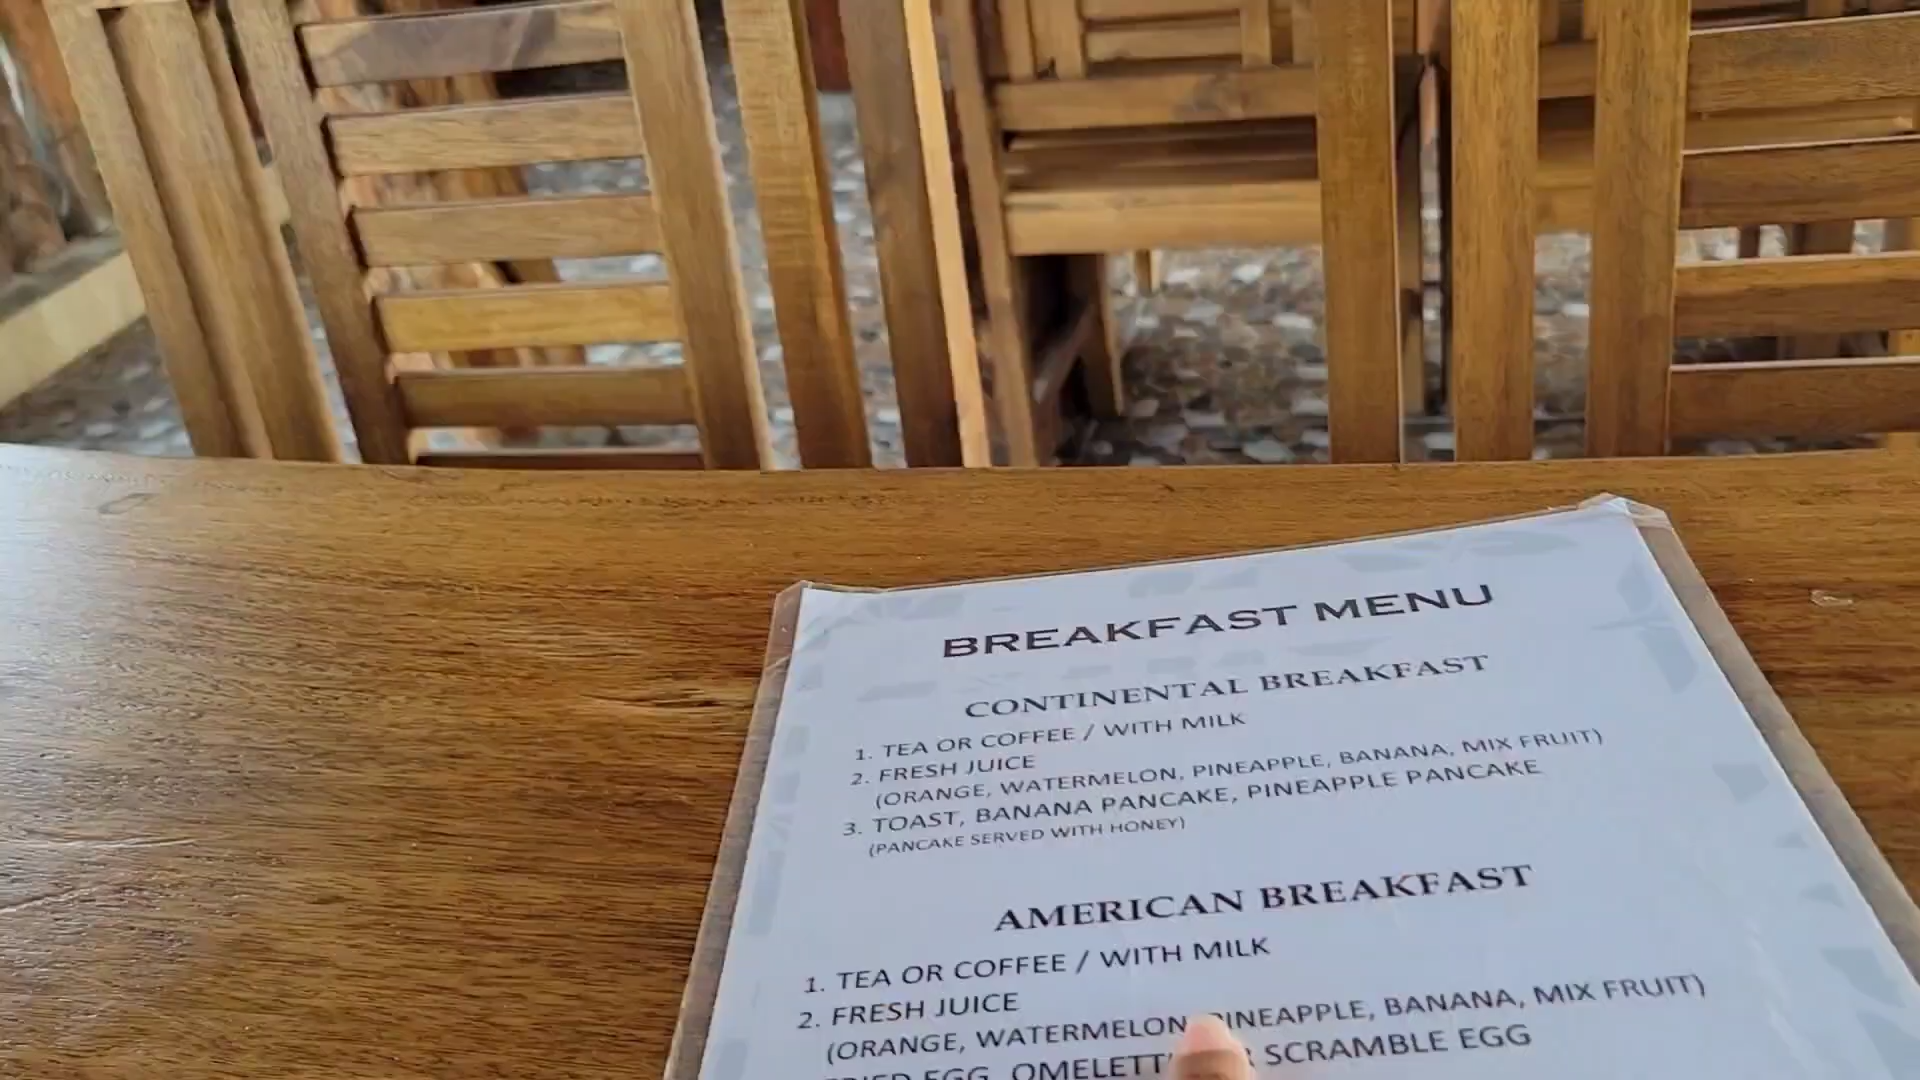 BREAKFAST MENU
CONTINENTAL BREAKFAST
1. TEA OR COFFEE / WITH MILK
2. FRESH JUICE
(ORANGE, WATERMELON, PINEAPPLE, BANANA, MIX FRUIT)
3. TOAST, BANANA PANCAKE, PINEAPPLE PANCAKE
(PANCAKE SERVED WITH HONEY)
AMERICAN BREAKFAST
1. TEA OR COFFEE / WITH MILK
2. FRESH JUICE
(ORANGE, WATERMELON, PINEAPPLE, BANANA, MIX FRUIT)
EGG, SCRAMBLE EGG